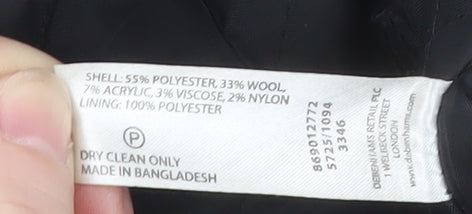 SHELL: 55% POLYESTER, 33% WOOL,
7% ACRYLIC, 3% VISCOSE, 2% NYLON
LINING: 100% POLYESTER
P
DRY CLEAN ONLY
MADE IN BANGLADESH
869012772
5725/1094
3346
DEBENHAMS RETAIL PLC
1 WELBECK STREET
LONDON
www.debenhams.com